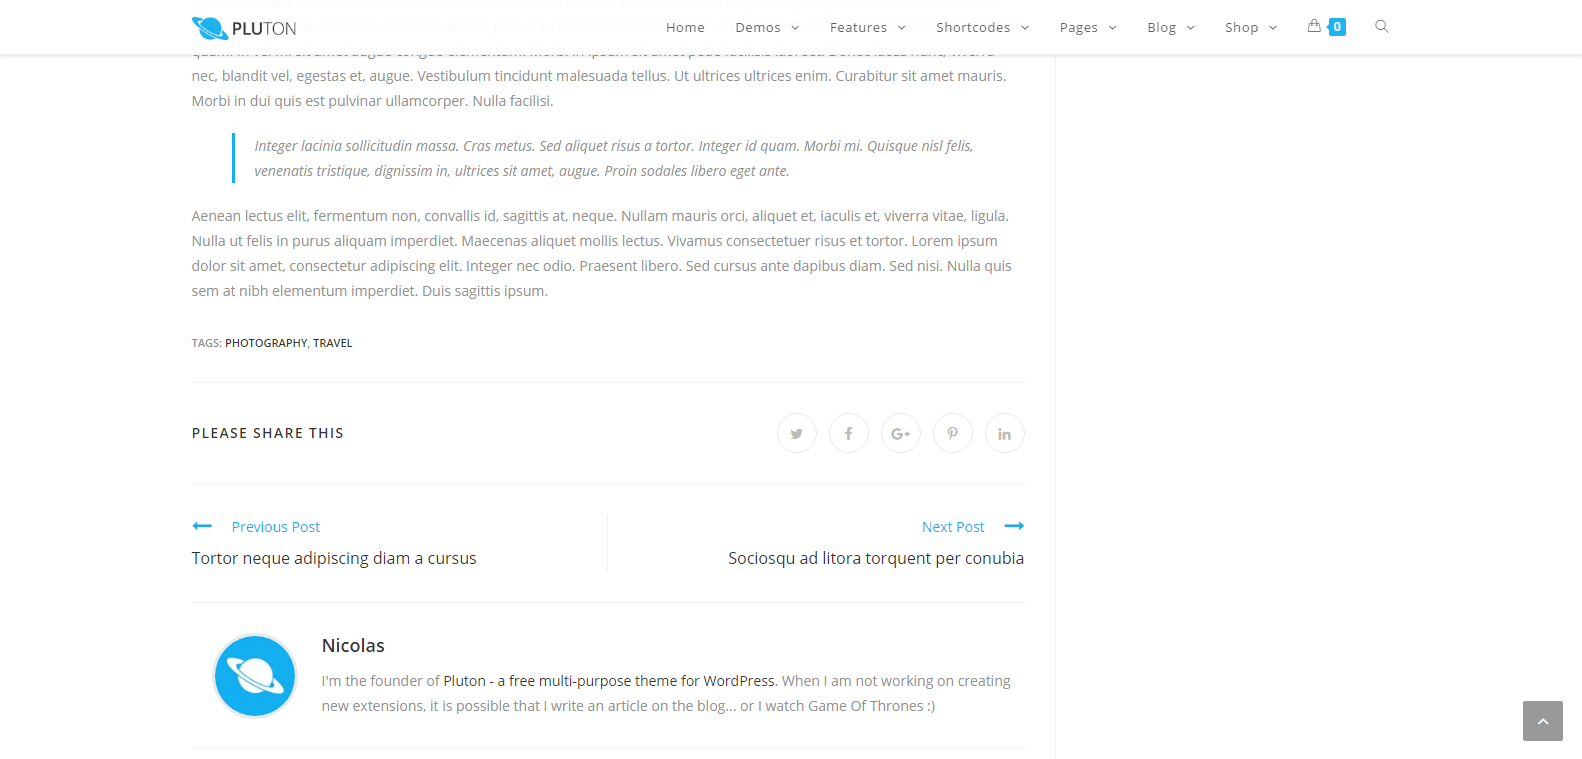 PLUTON
Home
Demos
Features
Shortcodes
Pages
Blog
Shop
0
nec, blandit vel, egestas et, augue. Vestibulum tincidunt malesuada tellus. Ut ultrices ultrices enim. Curabitur sit amet mauris.
Morbi in dui quis est pulvinar ullamcorper. Nulla facilisi.
Integer lacinia sollicitudin massa. Cras metus. Sed aliquet risus a tortor. Integer id quam. Morbi mi. Quisque nisl felis,
venenatis tristique, dignissim in, ultrices sit amet, augue. Proin sodales libero eget ante.
Aenean lectus elit, fermentum non, convallis id, sagittis at, neque. Nullam mauris orci, aliquet et, iaculis et, viverra vitae, ligula.
Nulla ut felis in purus aliquam imperdiet. Maecenas aliquet mollis lectus. Vivamus consectetuer risus et tortor. Lorem ipsum
dolor sit amet, consectetur adipiscing elit. Integer nec odio. Praesent libero. Sed cursus ante dapibus diam. Sed nisi. Nulla quis
sem at nibh elementum imperdiet. Duis sagittis ipsum.
TAGS: PHOTOGRAPHY, TRAVEL
PLEASE SHARE THIS
Previous Post
Tortor neque adipiscing diam a cursus
Next Post
Sociosqu ad litora torquent per conubia
Nicolas
I'm the founder of Pluton - a free multi-purpose theme for WordPress. When I am not working on creating
new extensions, it is possible that I write an article on the blog... or I watch Game Of Thrones :)